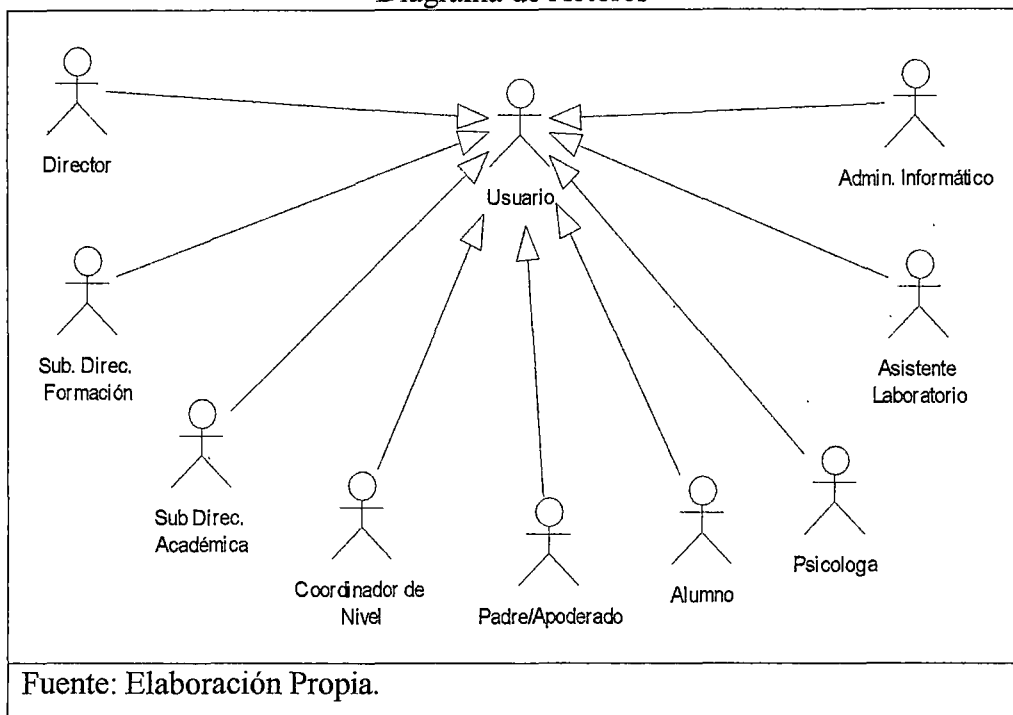 Diagrama de Actores
Director
Usuario
Admin. Informático
Sub. Direc.
Formación
Asistente
Laboratorio
Sub Direc.
Académica
Coordinador de
Nivel
Padre/Apoderado
Alumno
Psicologa
Fuente: Elaboración Propia.